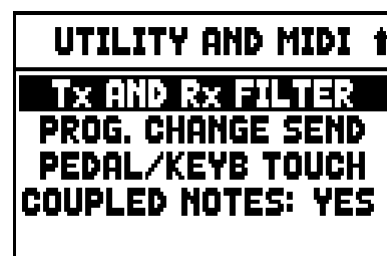 UTILITY AND MIDI
Tx AND Rx FILTER
PROG. CHANGE SEND
PEDAL/KEYB TOUCH
COUPLED NOTES: YES